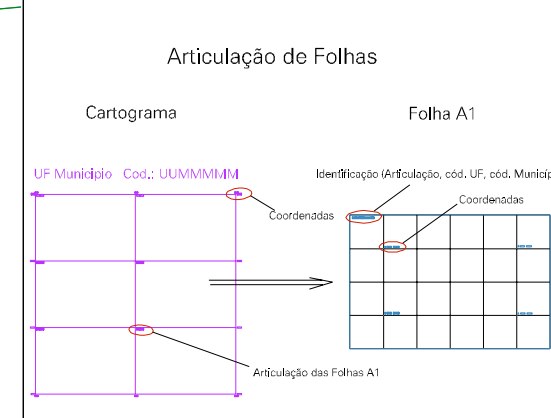 Articulação de Folhas
Cartograma
Folha A1
UF Municipio Cod.: UUMMMMM
Identificação (Articulação, cód. UF, cód. Municíp
Coordenadas
Coordenadas
Articulação das Folhas A1